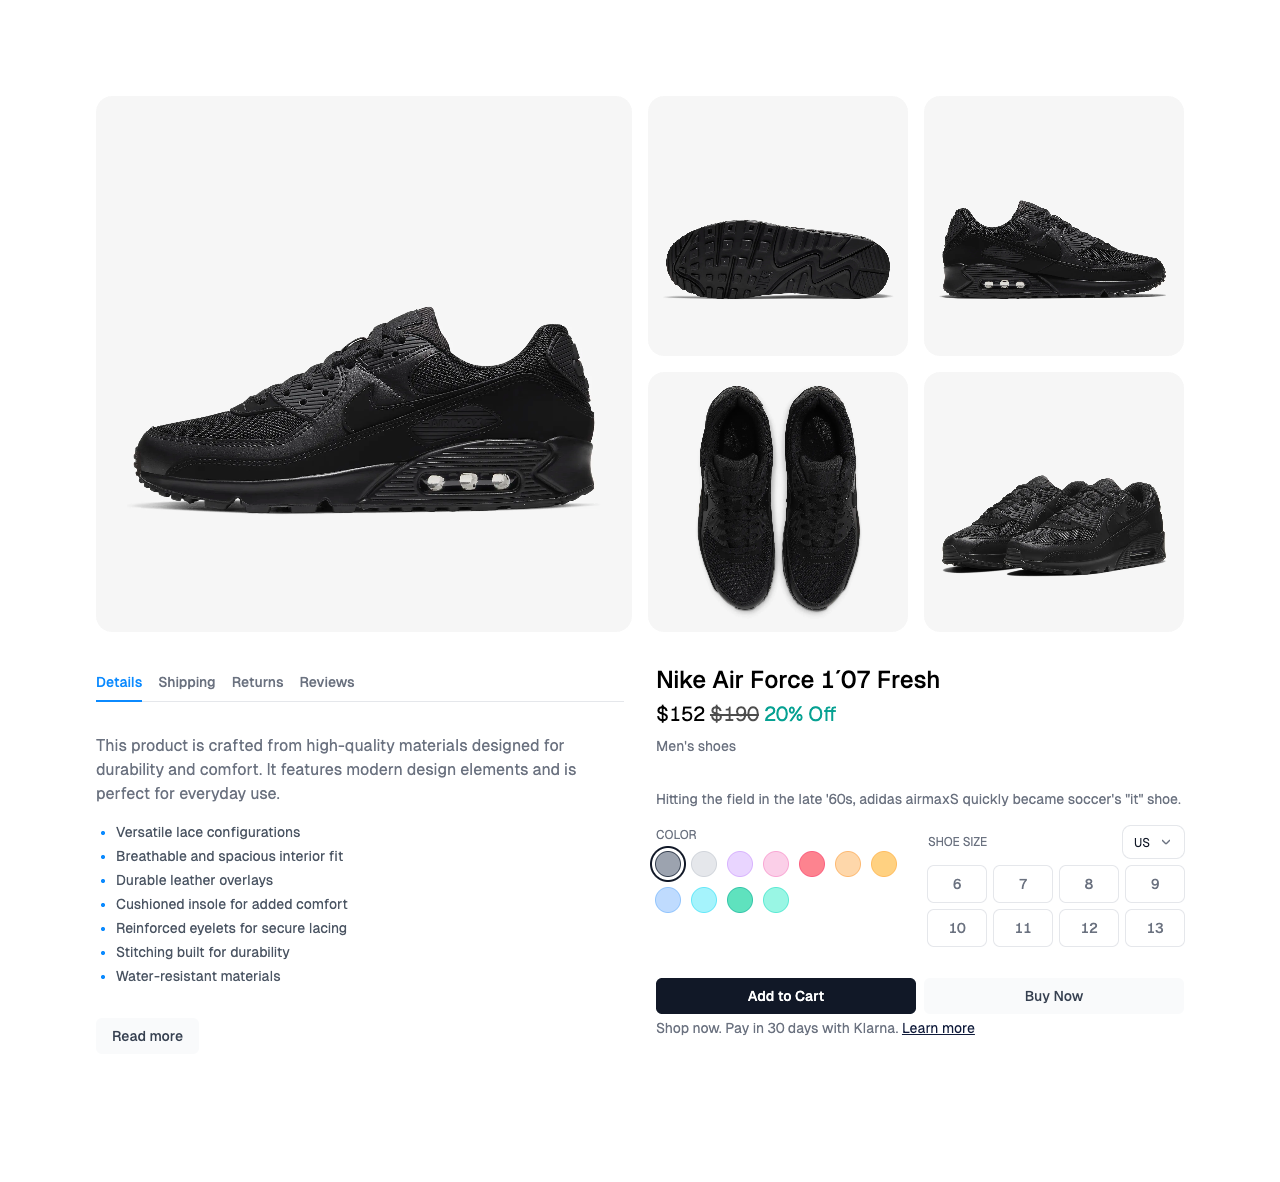 Details Shipping Returns Reviews
This product is crafted from high-quality materials designed for
durability and comfort. It features modern design elements and is
perfect for everyday use.
Versatile lace configurations
Breathable and spacious interior fit
Durable leather overlays
Cushioned insole for added comfort
Reinforced eyelets for secure lacing
Stitching built for durability
Water-resistant materials
Read more
Nike Air Force 1´07 Fresh
$152 $190 20% Off
Men's shoes
Hitting the field in the late '60s, adidas airmaxS quickly became soccer's "it" shoe.
COLOR
SHOE SIZE
US
6 7 8 9
10 11 12 13
Add to Cart
Buy Now
Shop now. Pay in 30 days with Klarna. Learn more